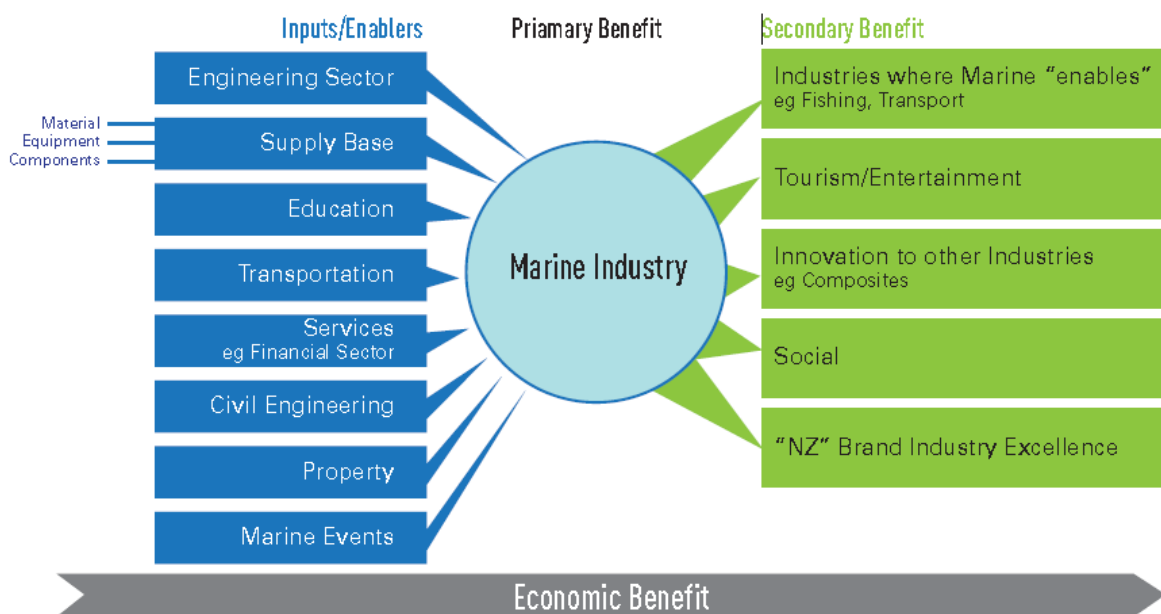 Inputs/Enablers
Priamary Benefit
Secondary Benefit
Engineering Sector
Material
Equipment
Components
Supply Base
Education
Transportation
Services
eg Financial Sector
Civil Engineering
Property
Marine Events
Marine Industry
Industries where Marine “enables”
eg Fishing, Transport
Tourism/Entertainment
Innovation to other Industries
eg Composites
Social
“NZ” Brand Industry Excellence
Economic Benefit